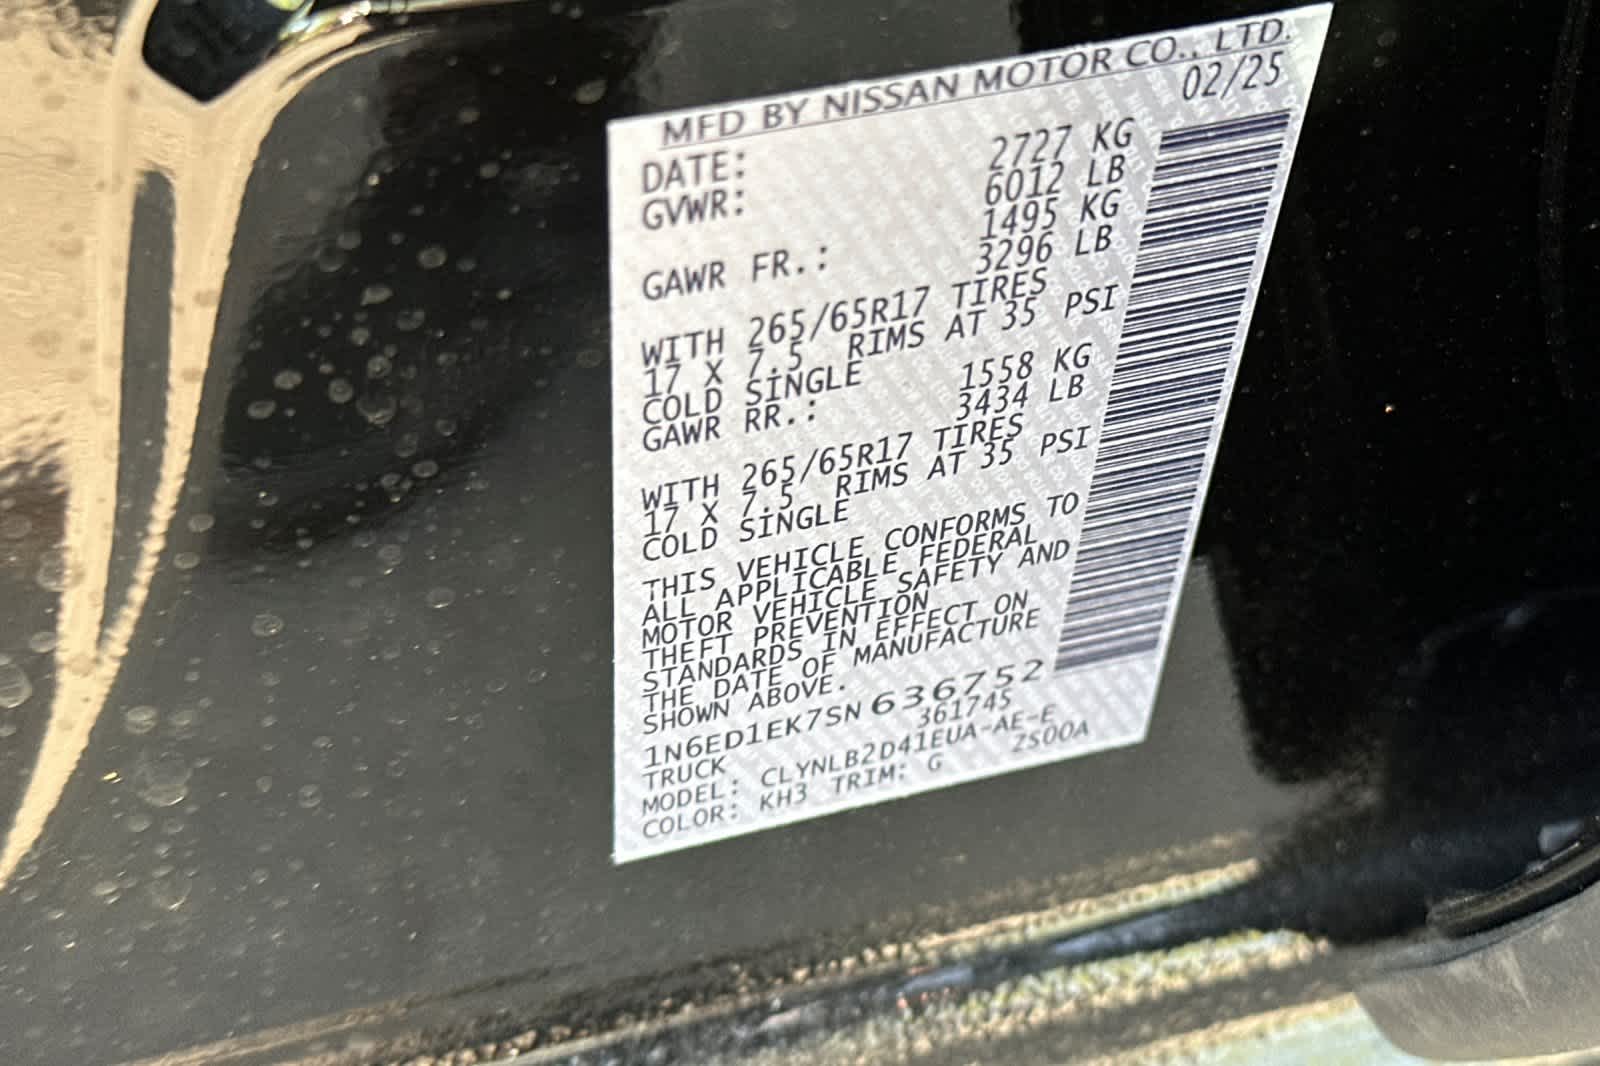 MFD BY NISSAN MOTOR CO., LTD.
DATE: 02/25
GVWR: 2727 KG
6012 LB
GAWR FR.: 1495 KG
3296 LB
WITH 265/65R17 TIRES
17 X 7.5 RIMS AT 35 PSI
COLD SINGLE
GAWR RR.: 1558 KG
3434 LB
WITH 265/65R17 TIRES
17 X 7.5 RIMS AT 35 PSI
COLD SINGLE
THIS VEHICLE CONFORMS TO
ALL APPLICABLE FEDERAL
MOTOR VEHICLE SAFETY AND
THEFT PREVENTION
STANDARDS IN EFFECT ON
THE DATE OF MANUFACTURE
SHOWN ABOVE.
1N6ED1EK7SN636752
TRUCK 361745
MODEL: CLYNLB2D41EUA-AE-E
COLOR: KH3 TRIM: G ZS00A